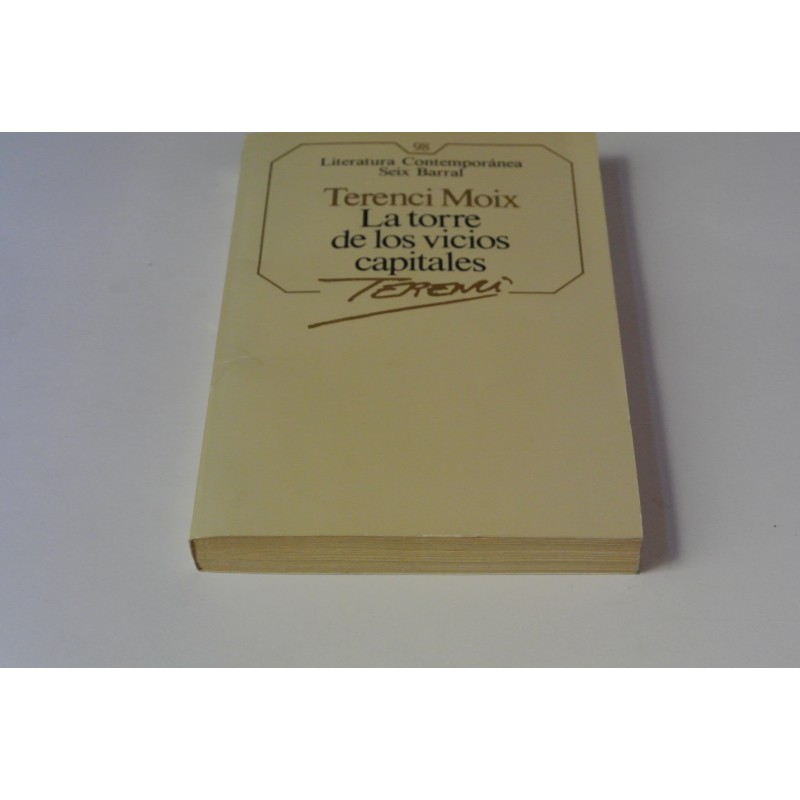 98
Literatura Contemporánea
Seix Barral
Terenci Moix
La torre
de los vicios
capitales
TERENCI